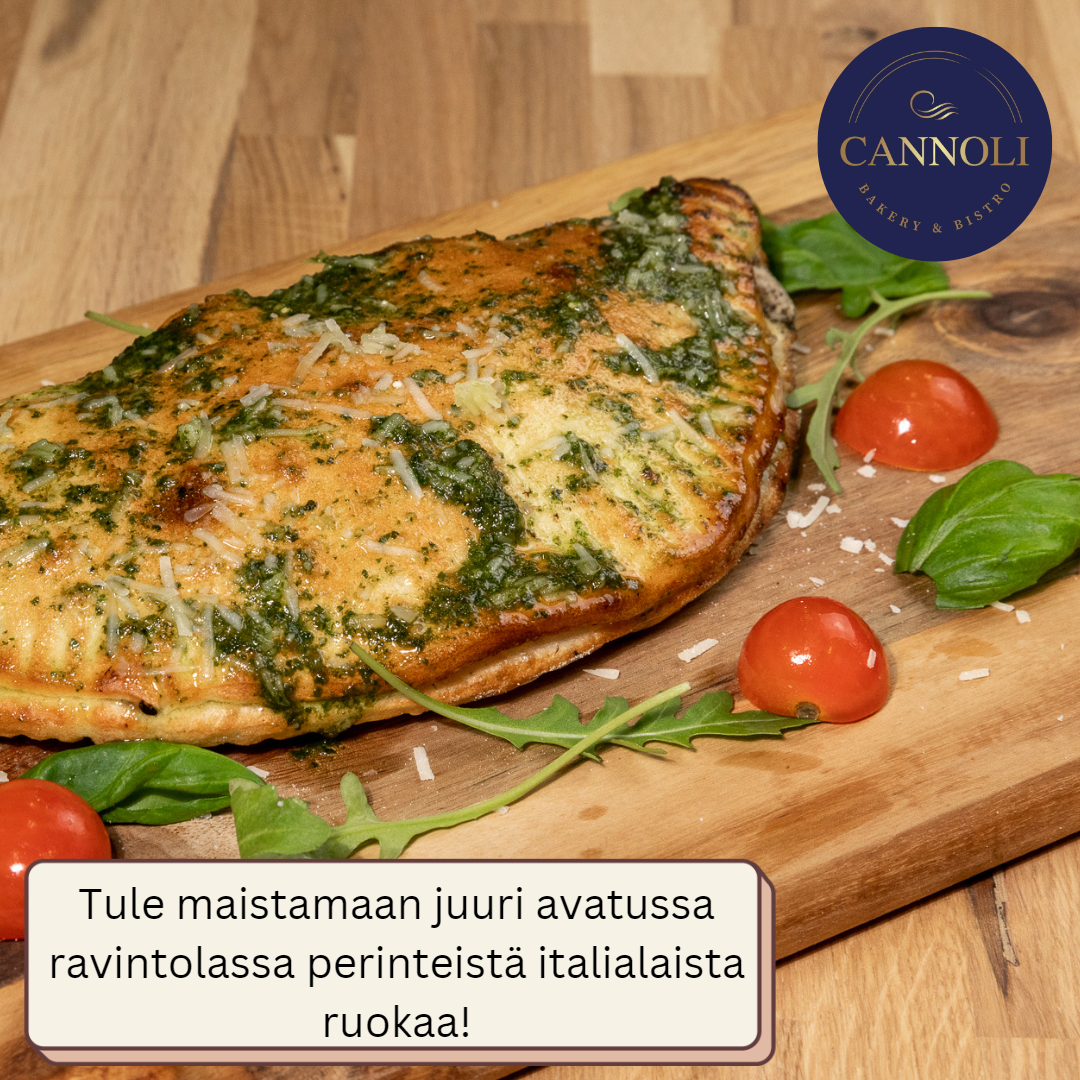 CANNOLI
BAKERY & BISTRO
Tule maistamaan juuri avatussa
ravintolassa perinteistä italialaista
ruokaa!